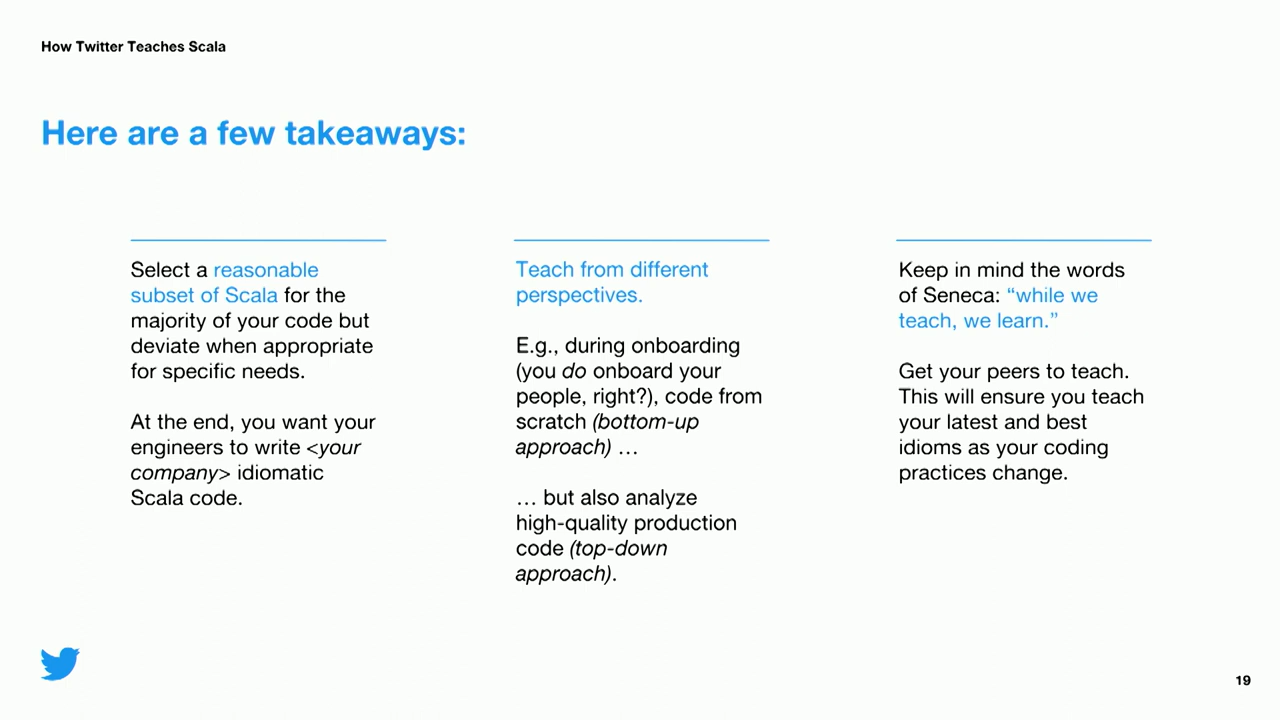 How Twitter Teaches Scala
Here are a few takeaways:
Select a reasonable
subset of Scala for the
majority of your code but
deviate when appropriate
for specific needs.
At the end, you want your
engineers to write <your
company> idiomatic
Scala code.
Teach from different
perspectives.
E.g., during onboarding
(you do onboard your
people, right?), code from
scratch (bottom-up
approach) …
… but also analyze
high-quality production
code (top-down
approach).
Keep in mind the words
of Seneca: “while we
teach, we learn.”
Get your peers to teach.
This will ensure you teach
your latest and best
idioms as your coding
practices change.
19